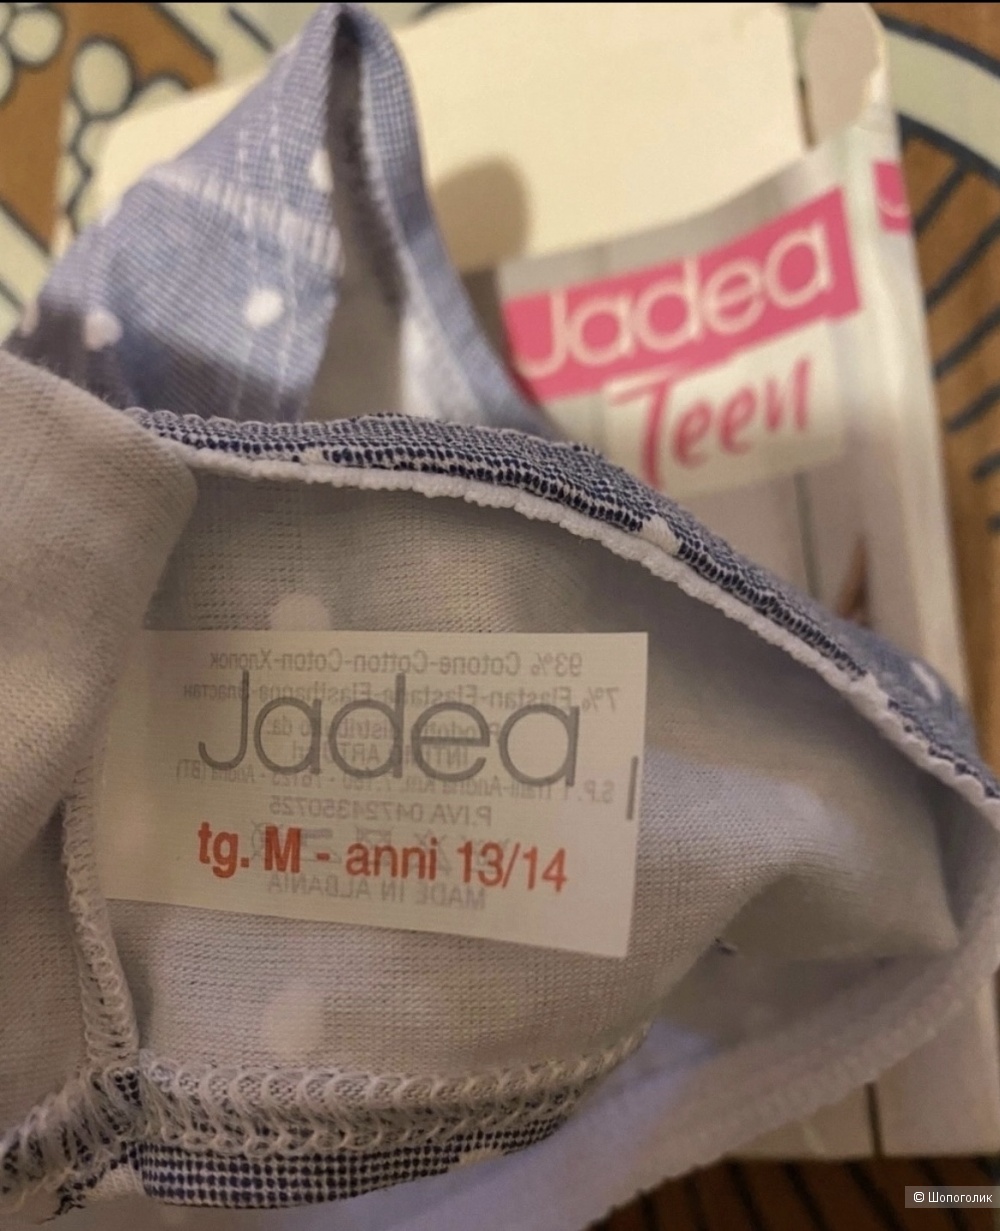 Jadea
Teen
93% Cotone-Cotton-Coton-Хлопок
7% Elastan-Elastane-Elasthanne-Эластан
Jadea
P.IVA 04724350725
tg. M - anni 13/14
MADE IN ALBANIA
© Шопоголик